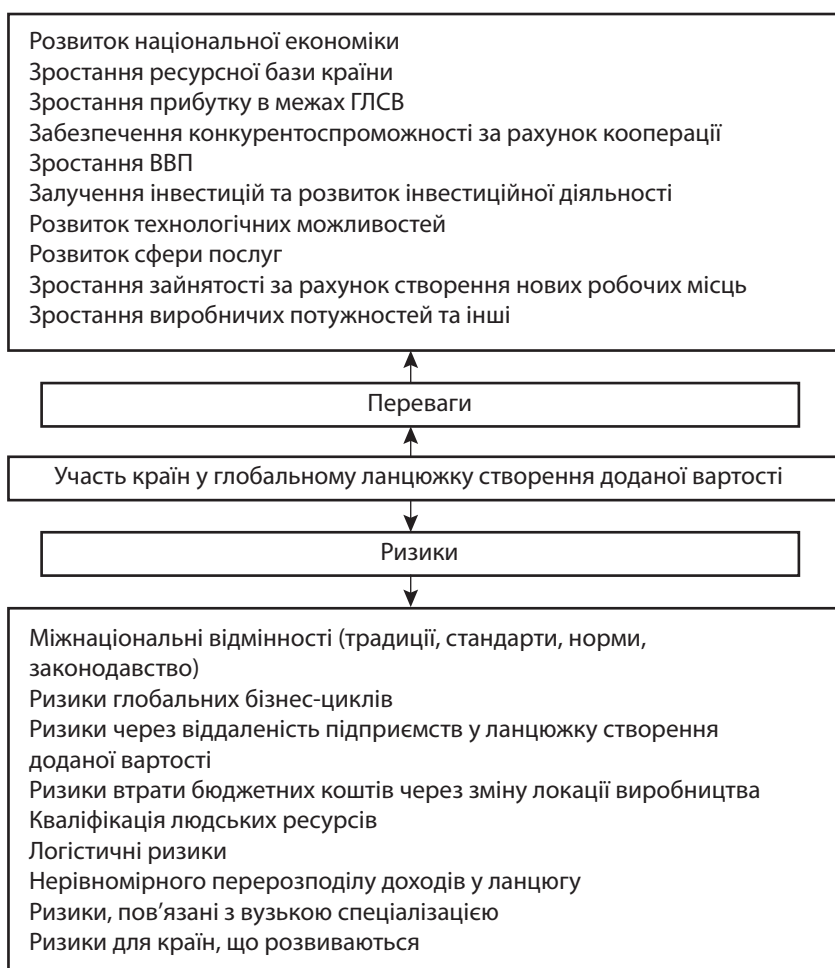 Розвиток національної економіки
Зростання ресурсної бази країни
Зростання прибутку в межах ГЛСВ
Забезпечення конкурентоспроможності за рахунок кооперації
Зростання ВВП
Залучення інвестицій та розвиток інвестиційної діяльності
Розвиток технологічних можливостей
Розвиток сфери послуг
Зростання зайнятості за рахунок створення нових робочих місць
Зростання виробничих потужностей та інші
Переваги
Участь країн у глобальному ланцюжку створення доданої вартості
Ризики
Міжнаціональні відмінності (традиції, стандарти, норми,
законодавство)
Ризики глобальних бізнес-циклів
Ризики через віддаленість підприємств у ланцюжку створення
доданої вартості
Ризики втрати бюджетних коштів через зміну локації виробництва
Кваліфікація людських ресурсів
Логістичні ризики
Нерівномірного перерозподілу доходів у ланцюгу
Ризики, пов’язані з вузькою спеціалізацією
Ризики для країн, що розвиваються